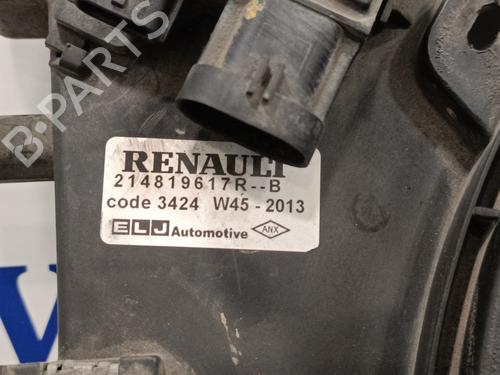 B-PARTS
RENAULT
214819617R--B
code 3424 W45 - 2013
ELJ Automotive ANX